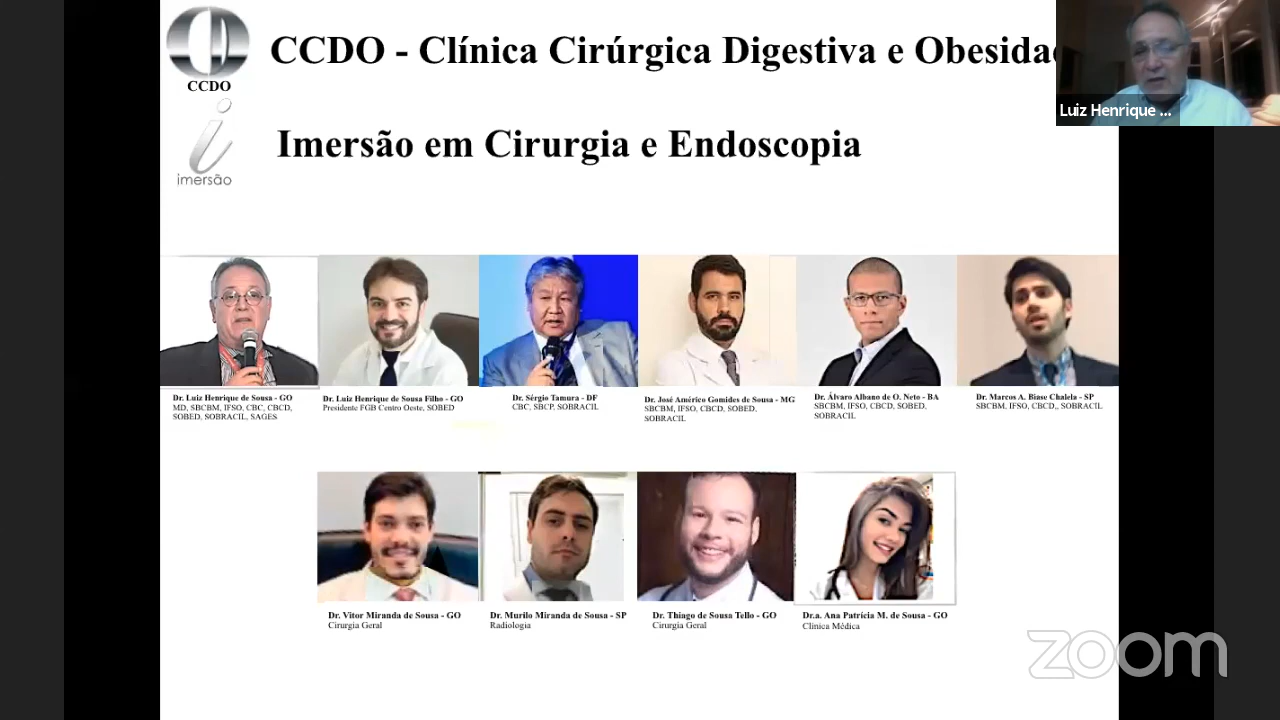 CCDO - Clínica Cirúrgica Digestiva e Obesida
CCDO
Luiz Henrique ...
Imersão em Cirurgia e Endoscopia
i
imersão
Dr. Luiz Henrique de Sousa - GO
MD, SBCBM, IFSO, CBC, CBCD,
SOBED, SOBRACIL, SAGES
Dr. Luiz Henrique de Sousa Filho - GO
Presidente FGB Centro Oeste, SOBED
Dr. Sérgio Tamura - DF
CBC, SBCP, SOBRACIL
Dr. José Américo Gomides de Sousa - MG
SBCBM, IFSO, CBCD, SOBED,
SOBRACIL
Dr. Álvaro Albano de O. Neto - BA
SBCBM, IFSO, CBCD, SOBED,
SOBRACIL
Dr. Marcos A. Biase Chalela - SP
SBCBM, IFSO, CBCD,, SOBRACIL
Dr. Vitor Miranda de Sousa - GO
Cirurgia Geral
Dr. Murilo Miranda de Sousa - SP
Radiologia
Dr. Thiago de Sousa Tello - GO
Cirurgia Geral
Dr.a. Ana Patrícia M. de Sousa - GO
Clínica Médica
zoom